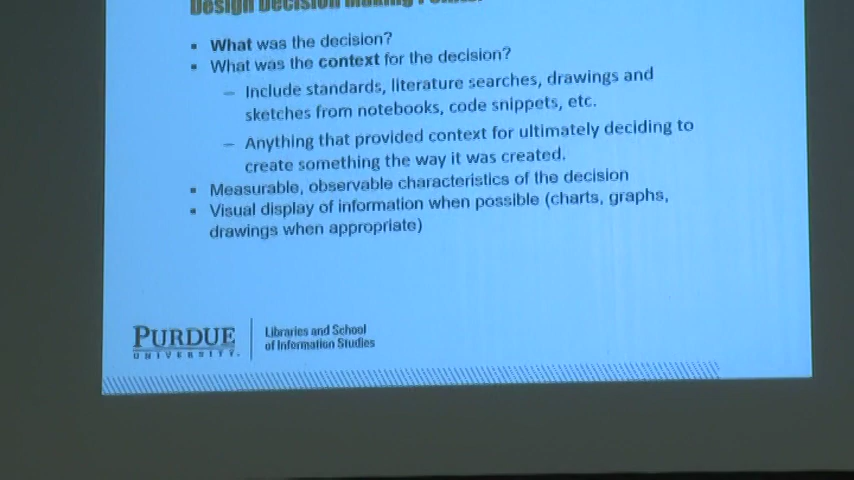 Design Decision Making
▪ What was the decision?
▪ What was the context for the decision?
– Include standards, literature searches, drawings and
sketches from notebooks, code snippets, etc.
– Anything that provided context for ultimately deciding to
create something the way it was created.
▪ Measurable, observable characteristics of the decision
▪ Visual display of information when possible (charts, graphs,
drawings when appropriate)
PURDUE
UNIVERSITY.
Libraries and School
of Information Studies